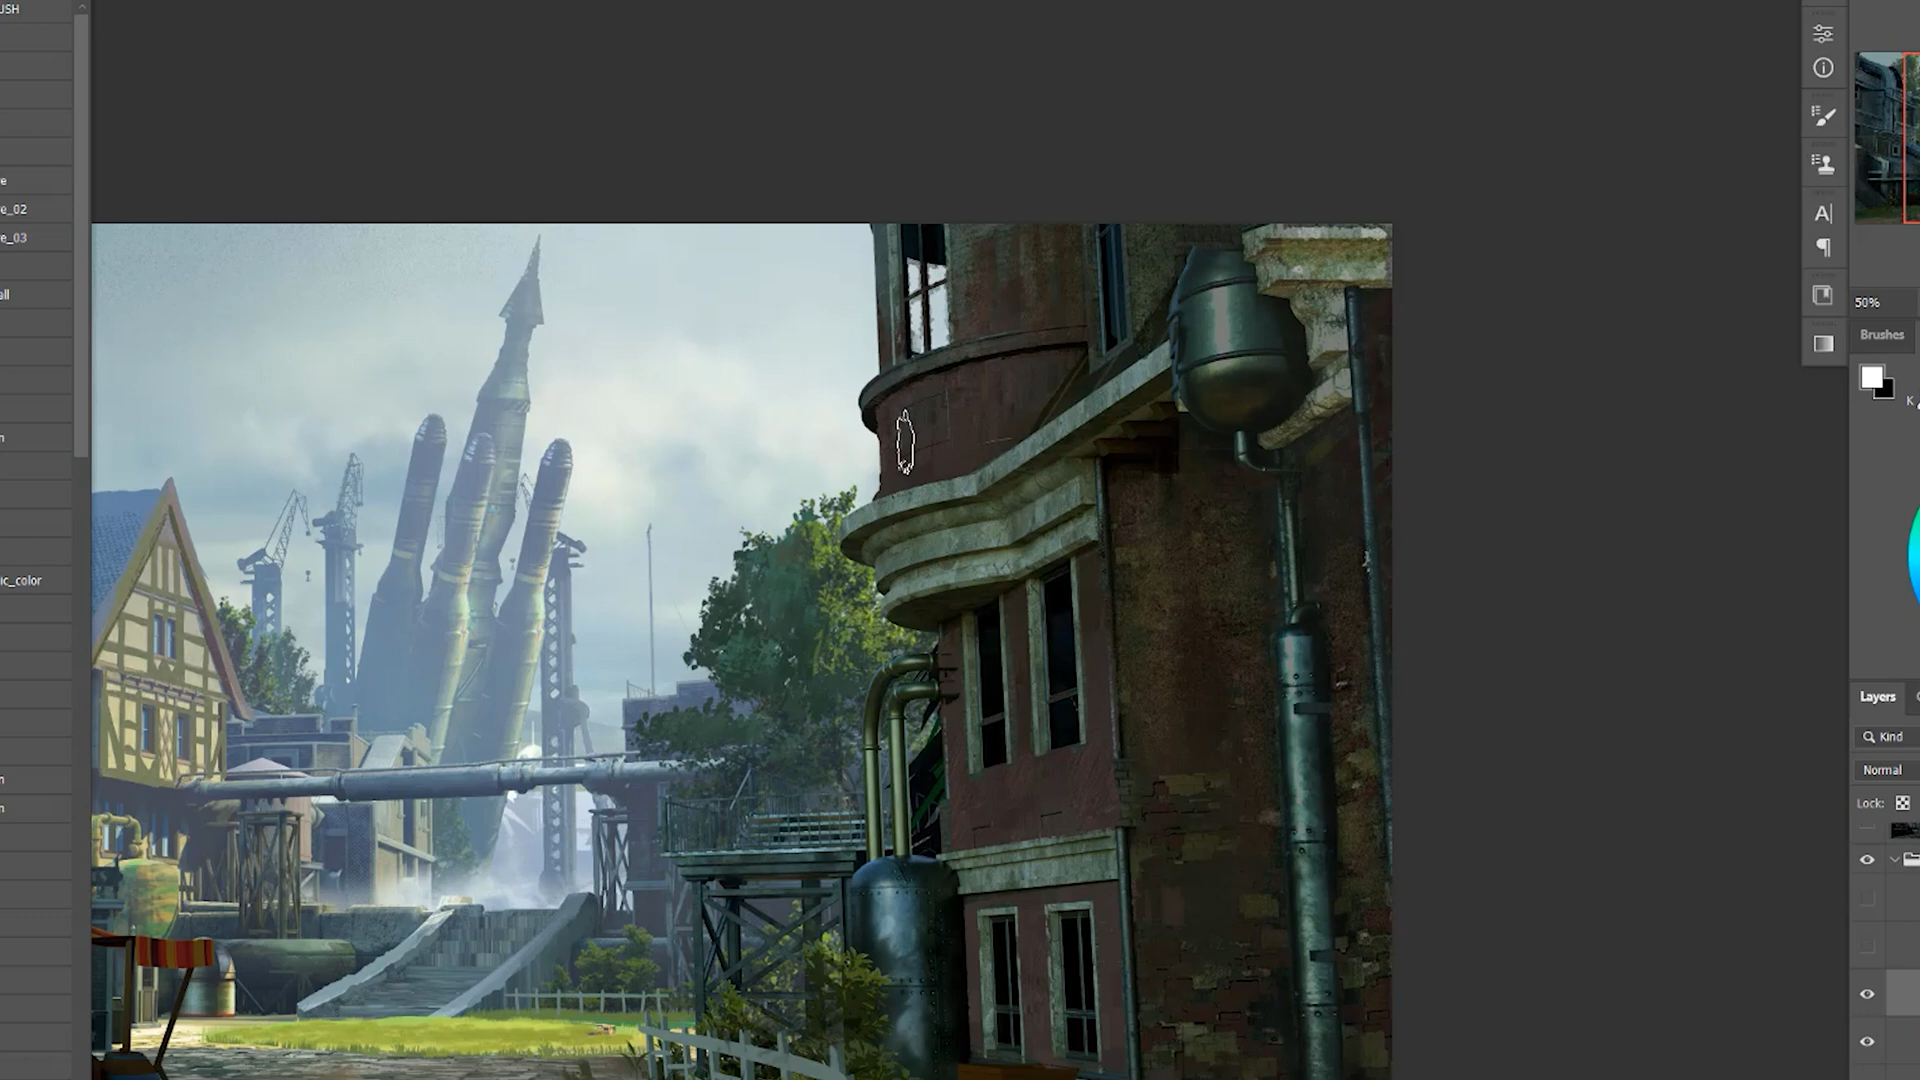 USH
e
e_02
e_03
all
n
ic_color
n
n
50%
Brushes
K
Layers
Kind
Normal
Lock: